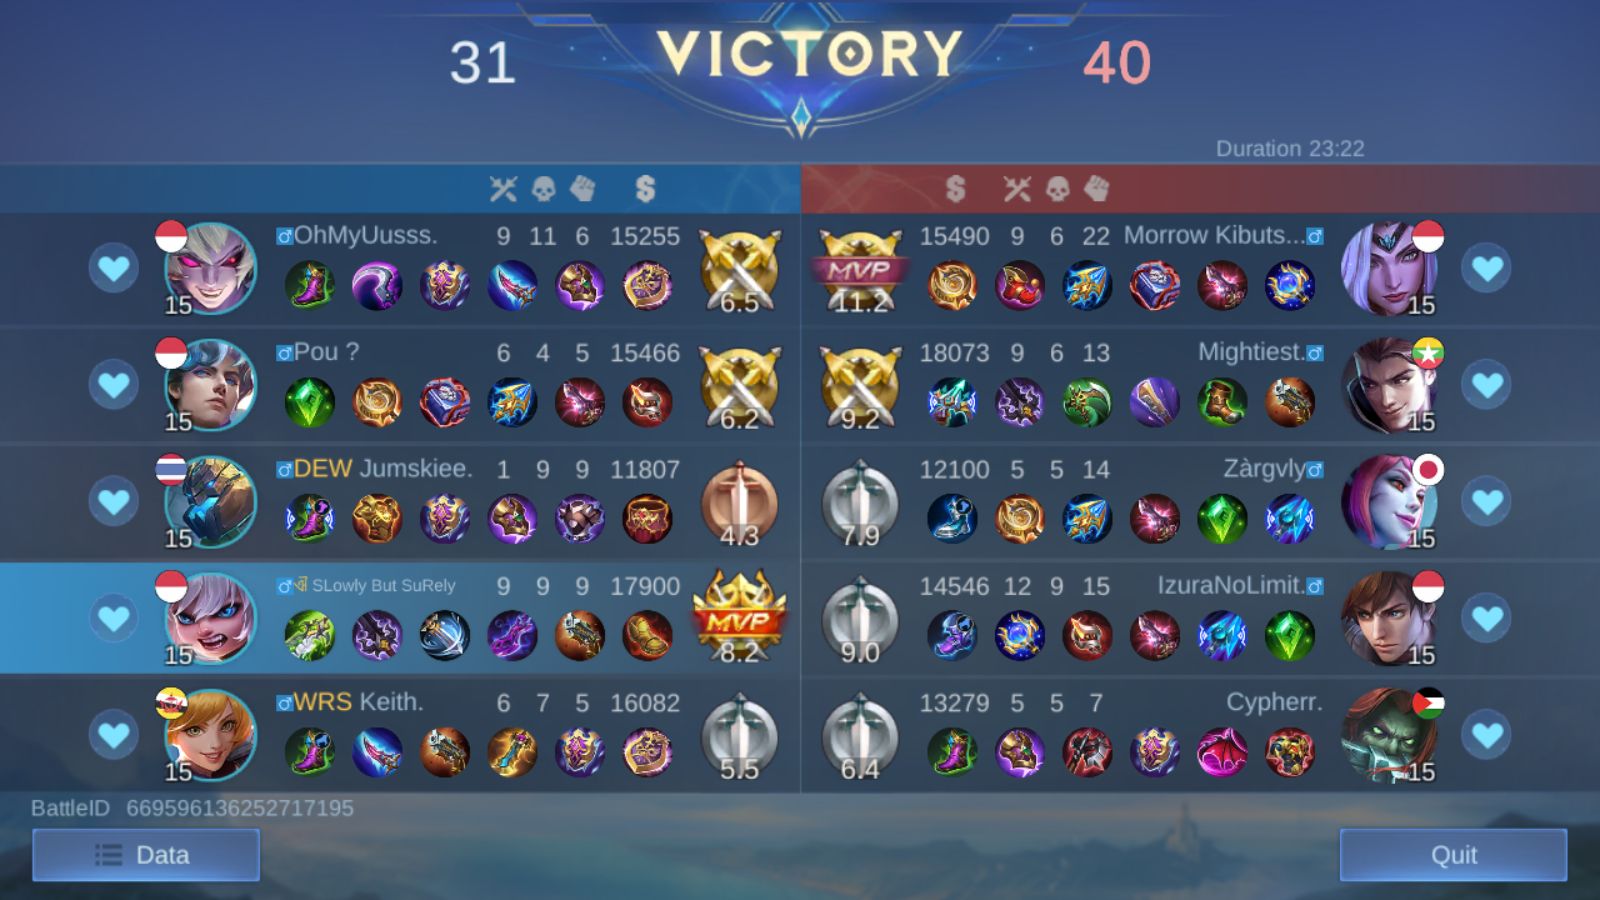 31 VICTORY 40
Duration 23:22
OhMyUusss. 9 11 6 15255
15 6.5
15490 9 6 22 Morrow Kibuts...
MVP 11.2 15
Pou ? 6 4 5 15466
15 6.2
18073 9 6 13 Mightiest.
9.2 15
DEW Jumskiee. 1 9 9 11807
15 4.3
12100 5 5 14 Zàrgvly
7.9 15
SLowly But SuRely 9 9 9 17900
15 MVP 8.2
14546 12 9 15 IzuraNoLimit.
9.0 15
WRS Keith. 6 7 5 16082
15 5.5
13279 5 5 7 Cypherr.
6.4 15
BattleID 669596136252717195
Data
Quit